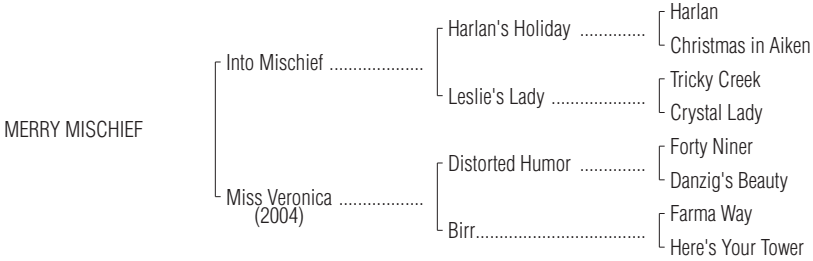 Harlan
Harlan's Holiday ..............
Christmas in Aiken
Into Mischief ....................
Tricky Creek
Leslie's Lady ....................
Crystal Lady
MERRY MISCHIEF
Forty Niner
Distorted Humor ..............
Danzig's Beauty
Miss Veronica ..................
(2004)
Farma Way
Birr....................................
Here's Your Tower